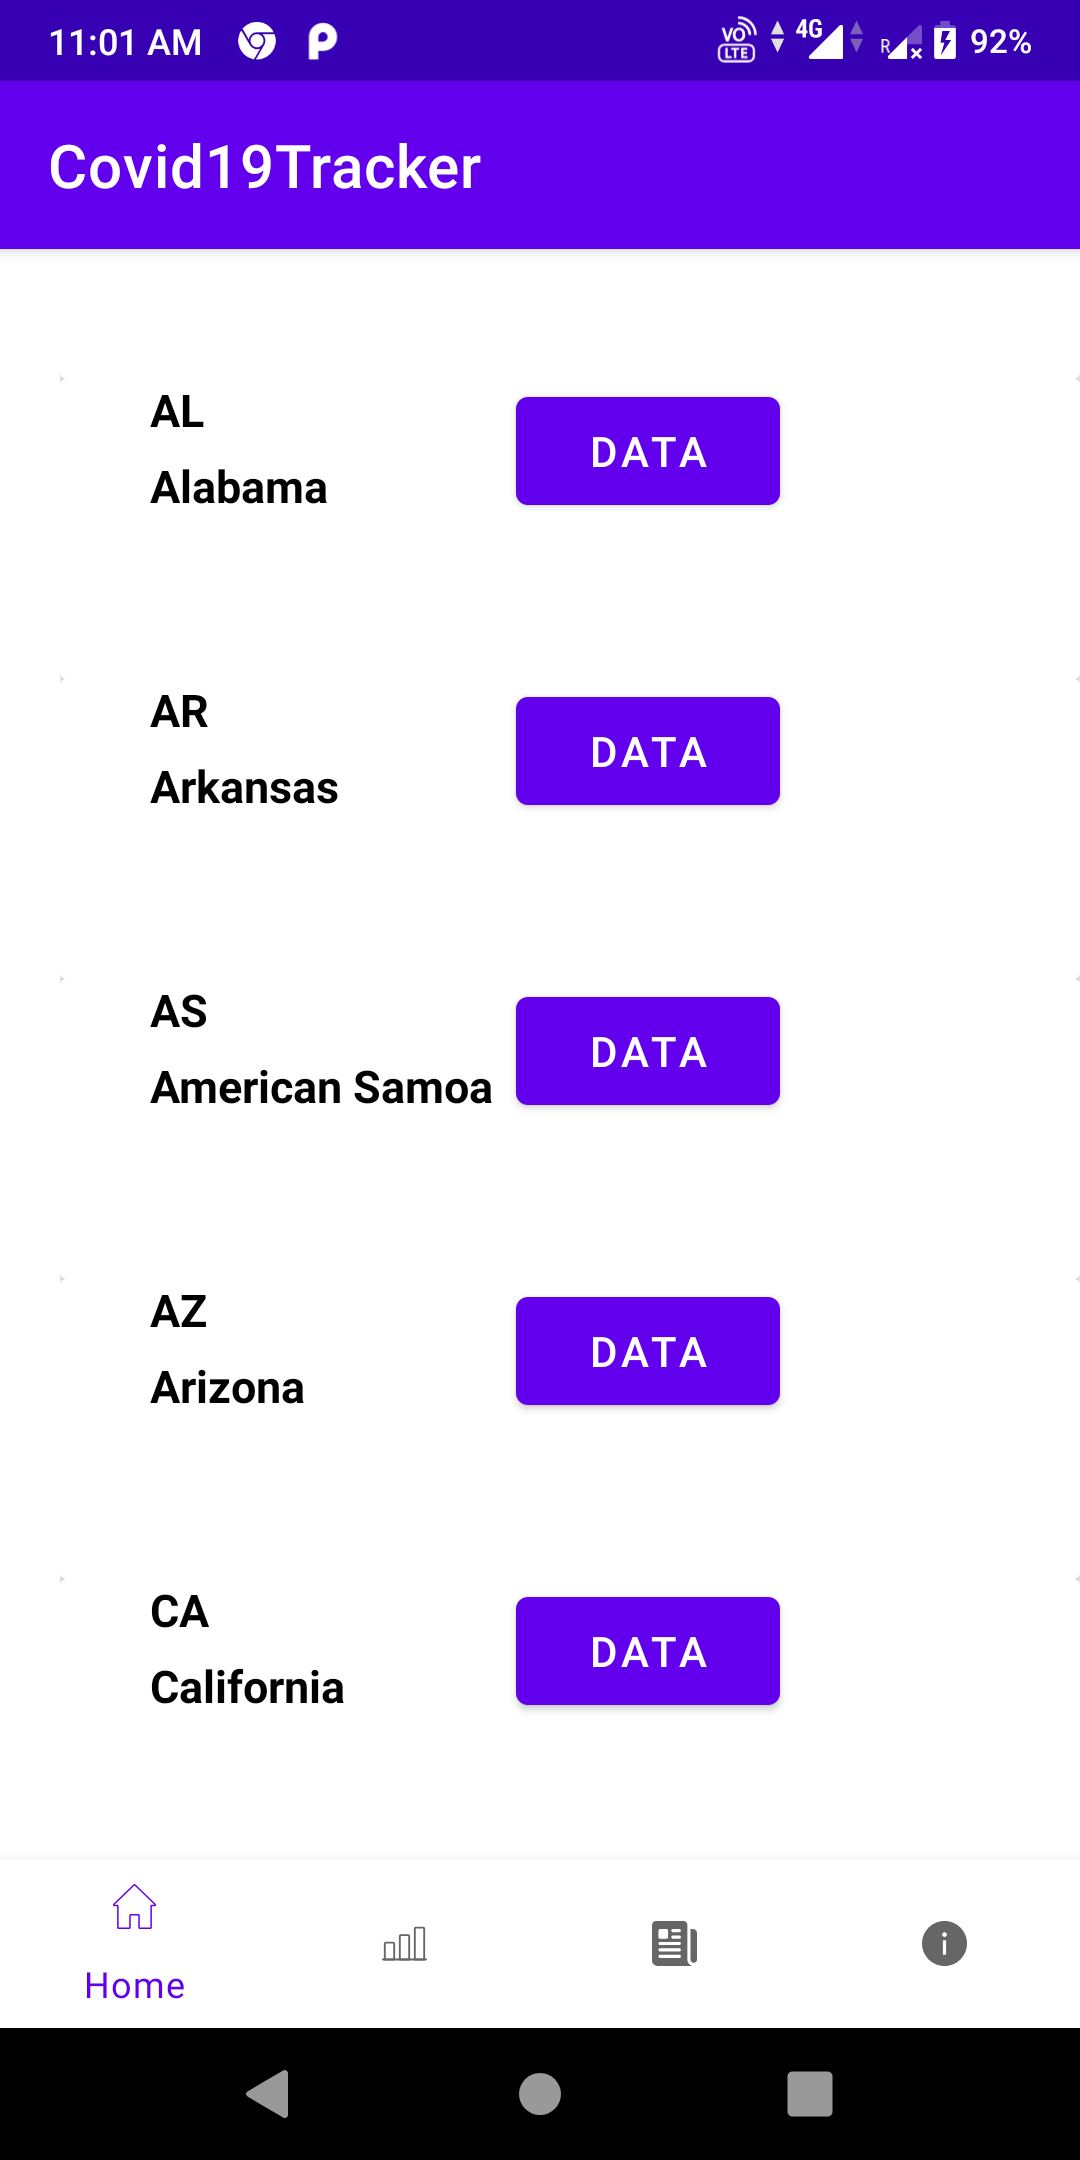 11:01 AM VO LTE 4G R 92%
Covid19Tracker
AL
Alabama
DATA
AR
Arkansas
DATA
AS
American Samoa
DATA
AZ
Arizona
DATA
CA
California
DATA
Home